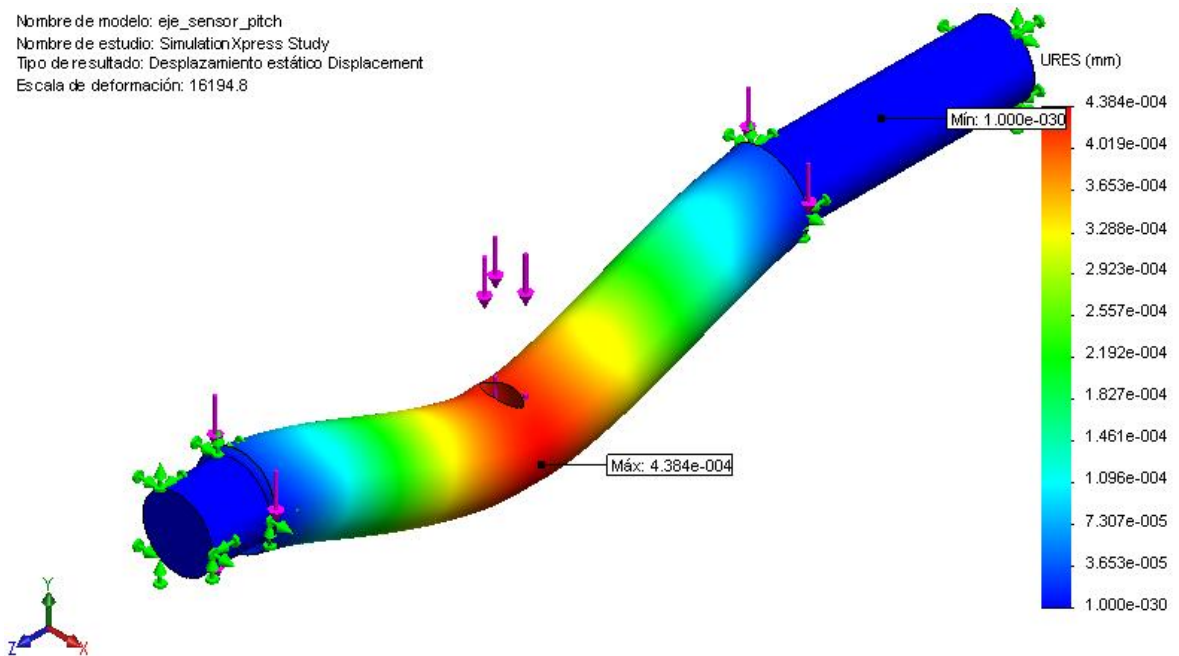 Nombre de modelo: eje_sensor_pitch
Nombre de estudio: SimulationXpress Study
Tipo de resultado: Desplazamiento estático Displacement
Escala de deformación: 16194.8
URES (mm)
4.384e-004
Mín: 1.000e-030
4.019e-004
3.653e-004
3.288e-004
2.923e-004
2.557e-004
2.192e-004
1.827e-004
1.461e-004
Máx: 4.384e-004
1.096e-004
7.307e-005
3.653e-005
1.000e-030
Y
Z
X